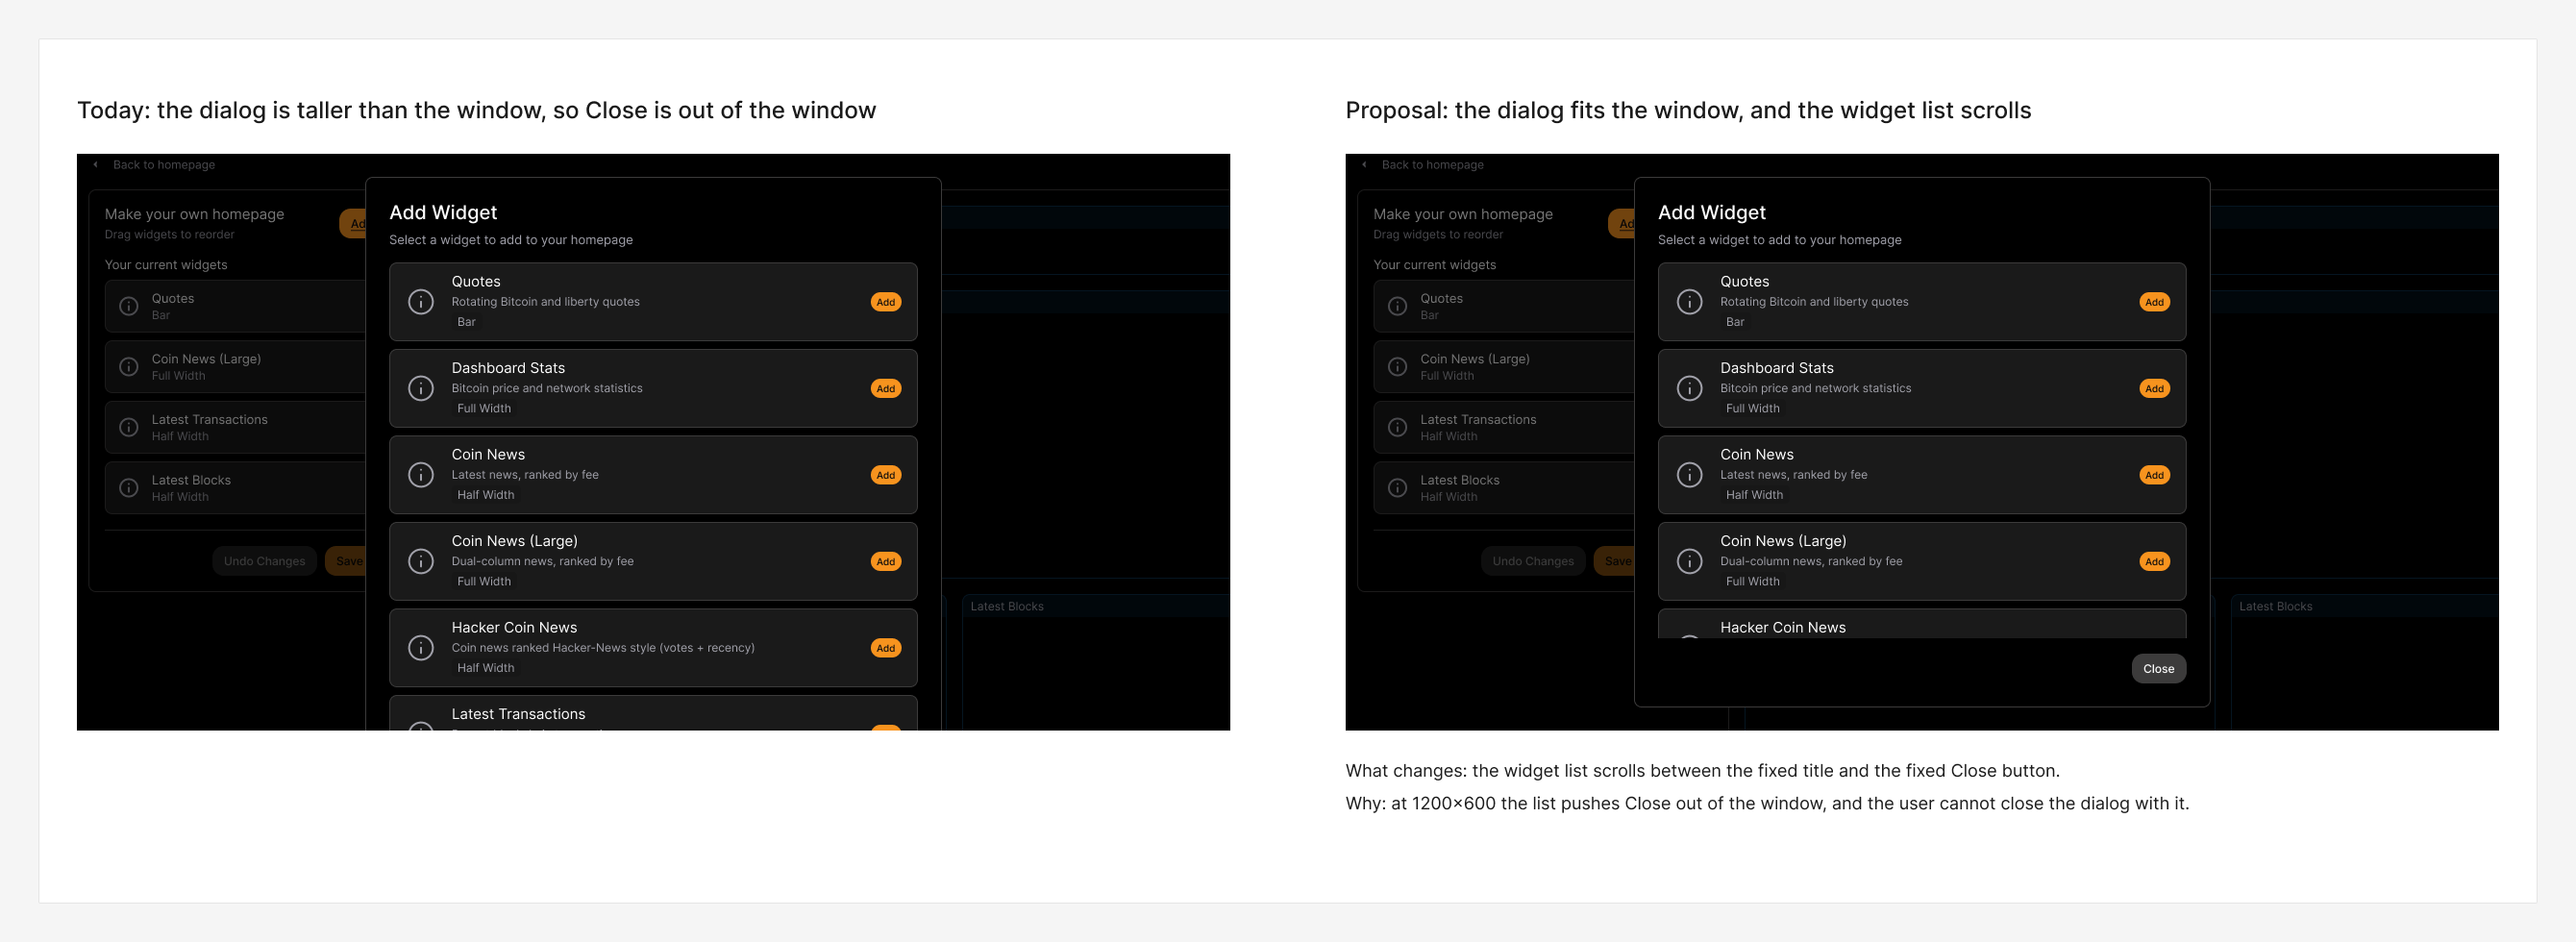 Today: the dialog is taller than the window, so Close is out of the window
Back to homepage
Make your own homepage
Drag widgets to reorder
Ad
Your current widgets
Quotes
Bar
Coin News (Large)
Full Width
Latest Transactions
Half Width
Latest Blocks
Half Width
Undo Changes
Save
Add Widget
Select a widget to add to your homepage
Quotes
Rotating Bitcoin and liberty quotes
Bar
Add
Dashboard Stats
Bitcoin price and network statistics
Full Width
Add
Coin News
Latest news, ranked by fee
Half Width
Add
Coin News (Large)
Dual-column news, ranked by fee
Full Width
Add
Hacker Coin News
Coin news ranked Hacker-News style (votes + recency)
Half Width
Add
Latest Transactions
Latest Blocks
Proposal: the dialog fits the window, and the widget list scrolls
Back to homepage
Make your own homepage
Drag widgets to reorder
Ad
Your current widgets
Quotes
Bar
Coin News (Large)
Full Width
Latest Transactions
Half Width
Latest Blocks
Half Width
Undo Changes
Save
Add Widget
Select a widget to add to your homepage
Quotes
Rotating Bitcoin and liberty quotes
Bar
Add
Dashboard Stats
Bitcoin price and network statistics
Full Width
Add
Coin News
Latest news, ranked by fee
Half Width
Add
Coin News (Large)
Dual-column news, ranked by fee
Full Width
Add
Hacker Coin News
Close
Latest Blocks
What changes: the widget list scrolls between the fixed title and the fixed Close button.
Why: at 1200×600 the list pushes Close out of the window, and the user cannot close the dialog with it.